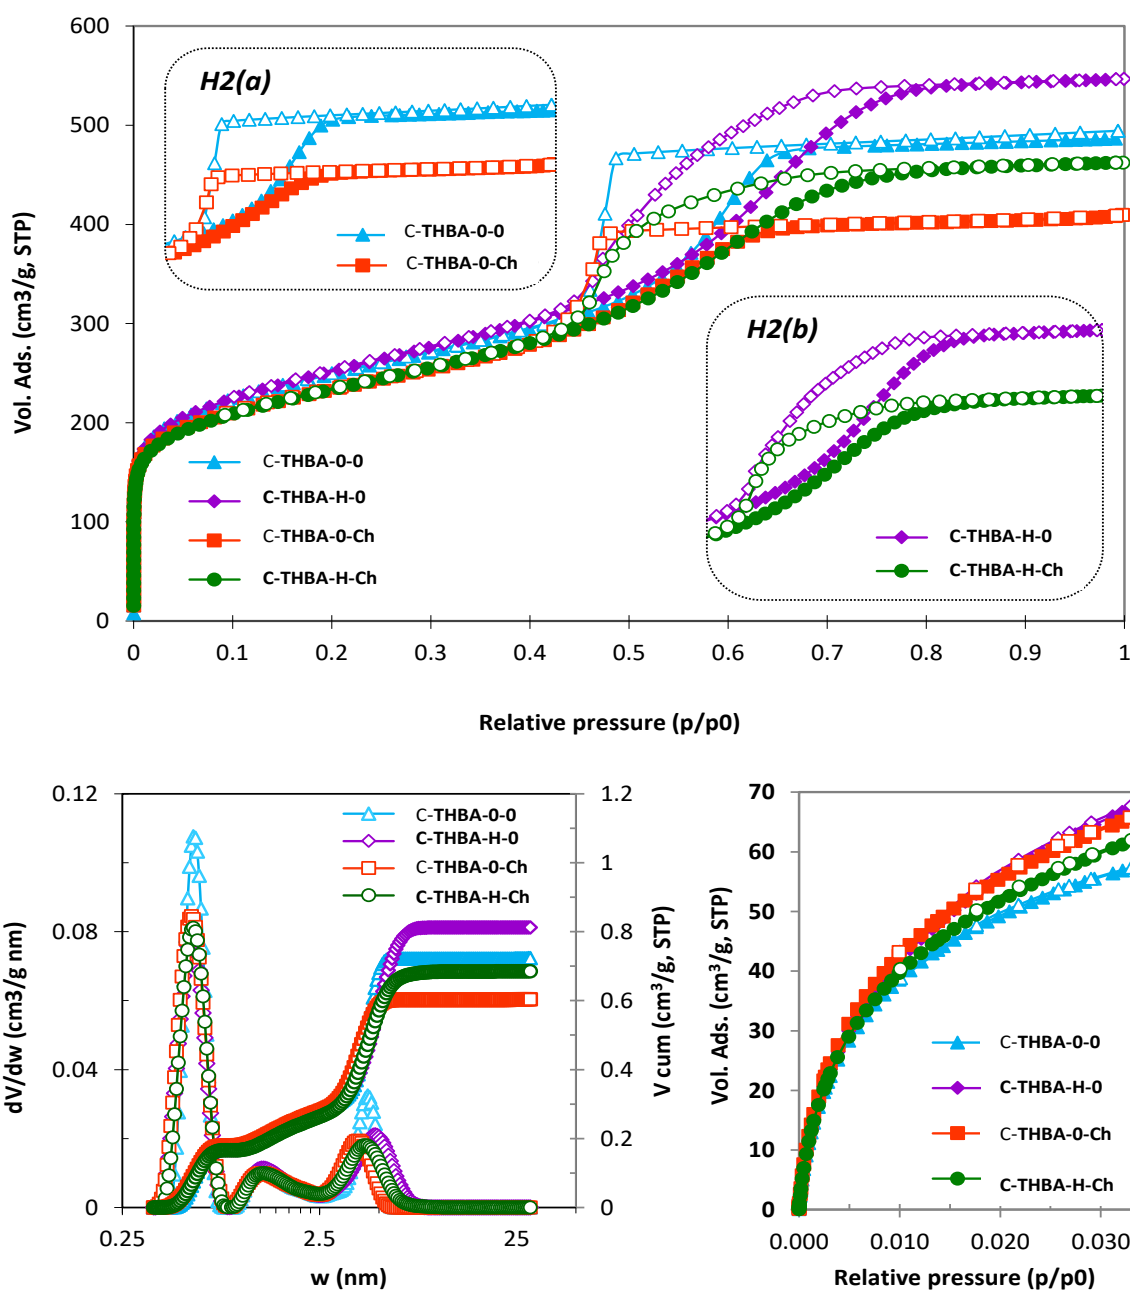 600
500
400
300
200
100
0
Vol. Ads. (cm3/g, STP)
H2(a)
C-THBA-0-0
C-THBA-0-Ch
H2(b)
C-THBA-H-0
C-THBA-H-Ch
C-THBA-0-0
C-THBA-H-0
C-THBA-0-Ch
C-THBA-H-Ch
0 0.1 0.2 0.3 0.4 0.5 0.6 0.7 0.8 0.9 1
Relative pressure (p/p0)
0.12
0.08
0.04
0
dV/dw (cm3/g nm)
C-THBA-0-0
C-THBA-H-0
C-THBA-0-Ch
C-THBA-H-Ch
1.2
1
0.8
0.6
0.4
0.2
0
V cum (cm³/g, STP)
0.25 2.5 25
w (nm)
70
60
50
40
30
20
10
0
Vol. Ads. (cm³/g, STP)
C-THBA-0-0
C-THBA-H-0
C-THBA-0-Ch
C-THBA-H-Ch
0.000 0.010 0.020 0.030
Relative pressure (p/p0)